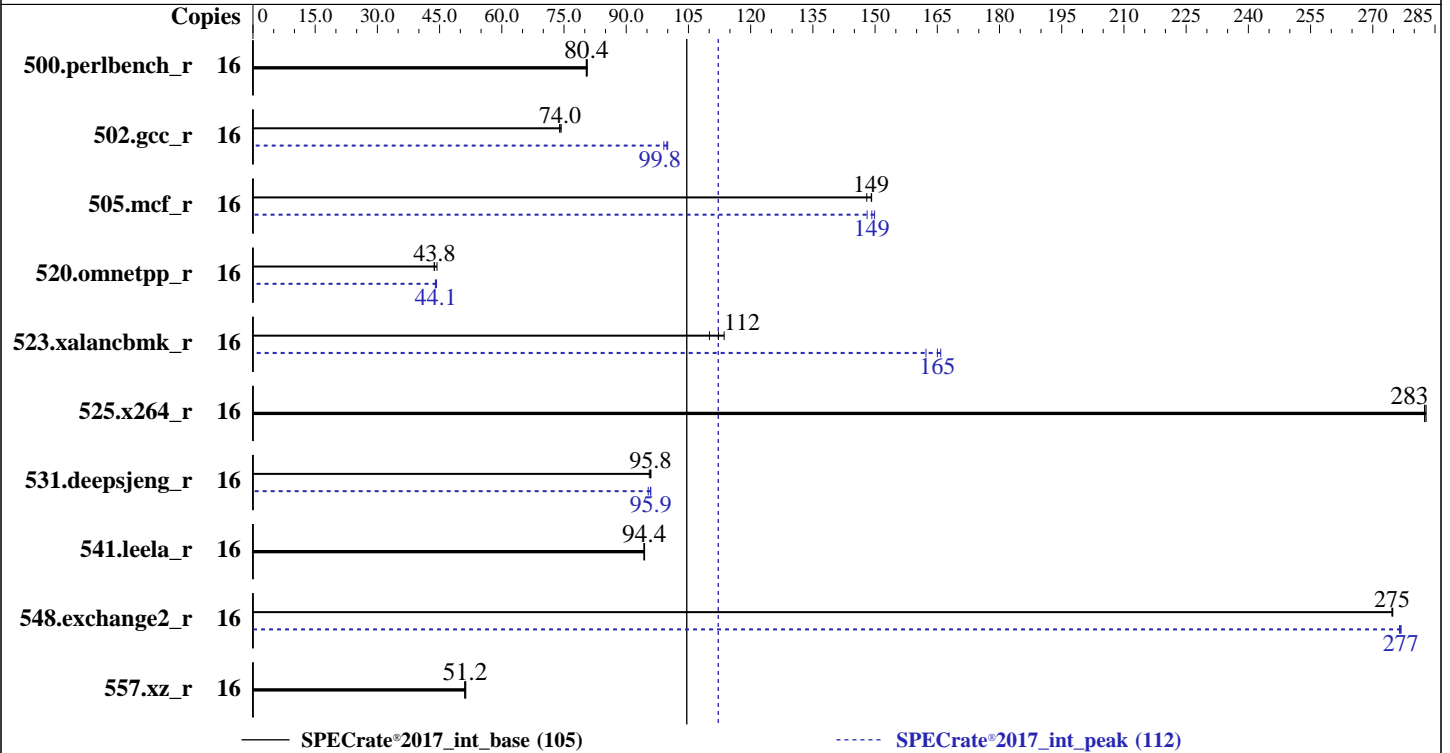 Copies 0 15.0 30.0 45.0 60.0 75.0 90.0 105 120 135 150 165 180 195 210 225 240 255 270 285
80.4
500.perlbench_r 16
74.0
502.gcc_r 16
99.8
149
505.mcf_r 16
149
43.8
520.omnetpp_r 16
44.1
112
523.xalancbmk_r 16
165
283
525.x264_r 16
95.8
531.deepsjeng_r 16
95.9
94.4
541.leela_r 16
275
548.exchange2_r 16
277
51.2
557.xz_r 16
SPECrate®2017_int_base (105) SPECrate®2017_int_peak (112)